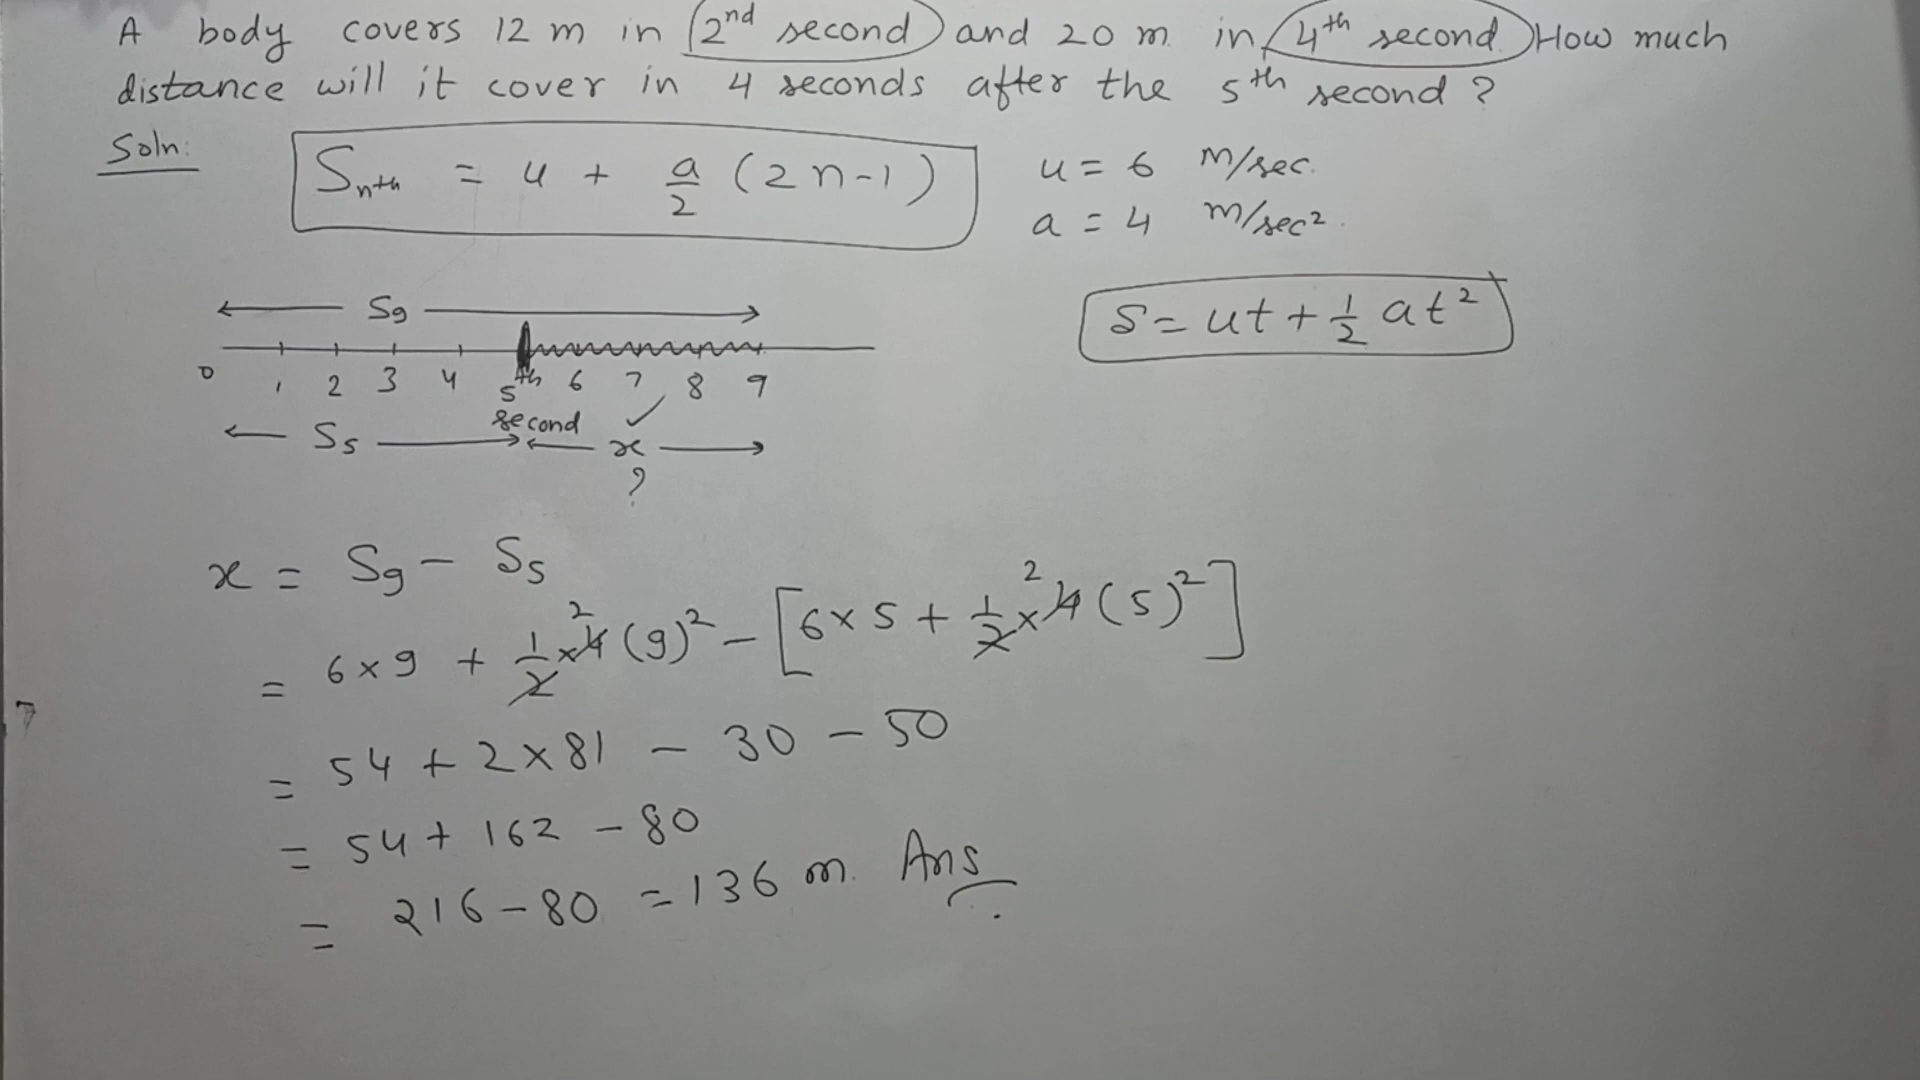 A body covers 12 m in 2nd second and 20 m in 4th second. How much
distance will it cover in 4 seconds after the 5th second?
Soln:
Snth = u + a/2 (2n-1)
u = 6 m/sec.
a = 4 m/sec².
S = ut + 1/2 at²
S9
0 1 2 3 4 5th 6 7 8 9
second
S5 x
?
x = S9 - S5
= 6×9 + 1/2 × 4 2 (9)² - [6×5 + 1/2 × 4 2 (5)²]
= 54 + 2×81 - 30 - 50
= 54 + 162 - 80
= 216 - 80 = 136 m. Ans